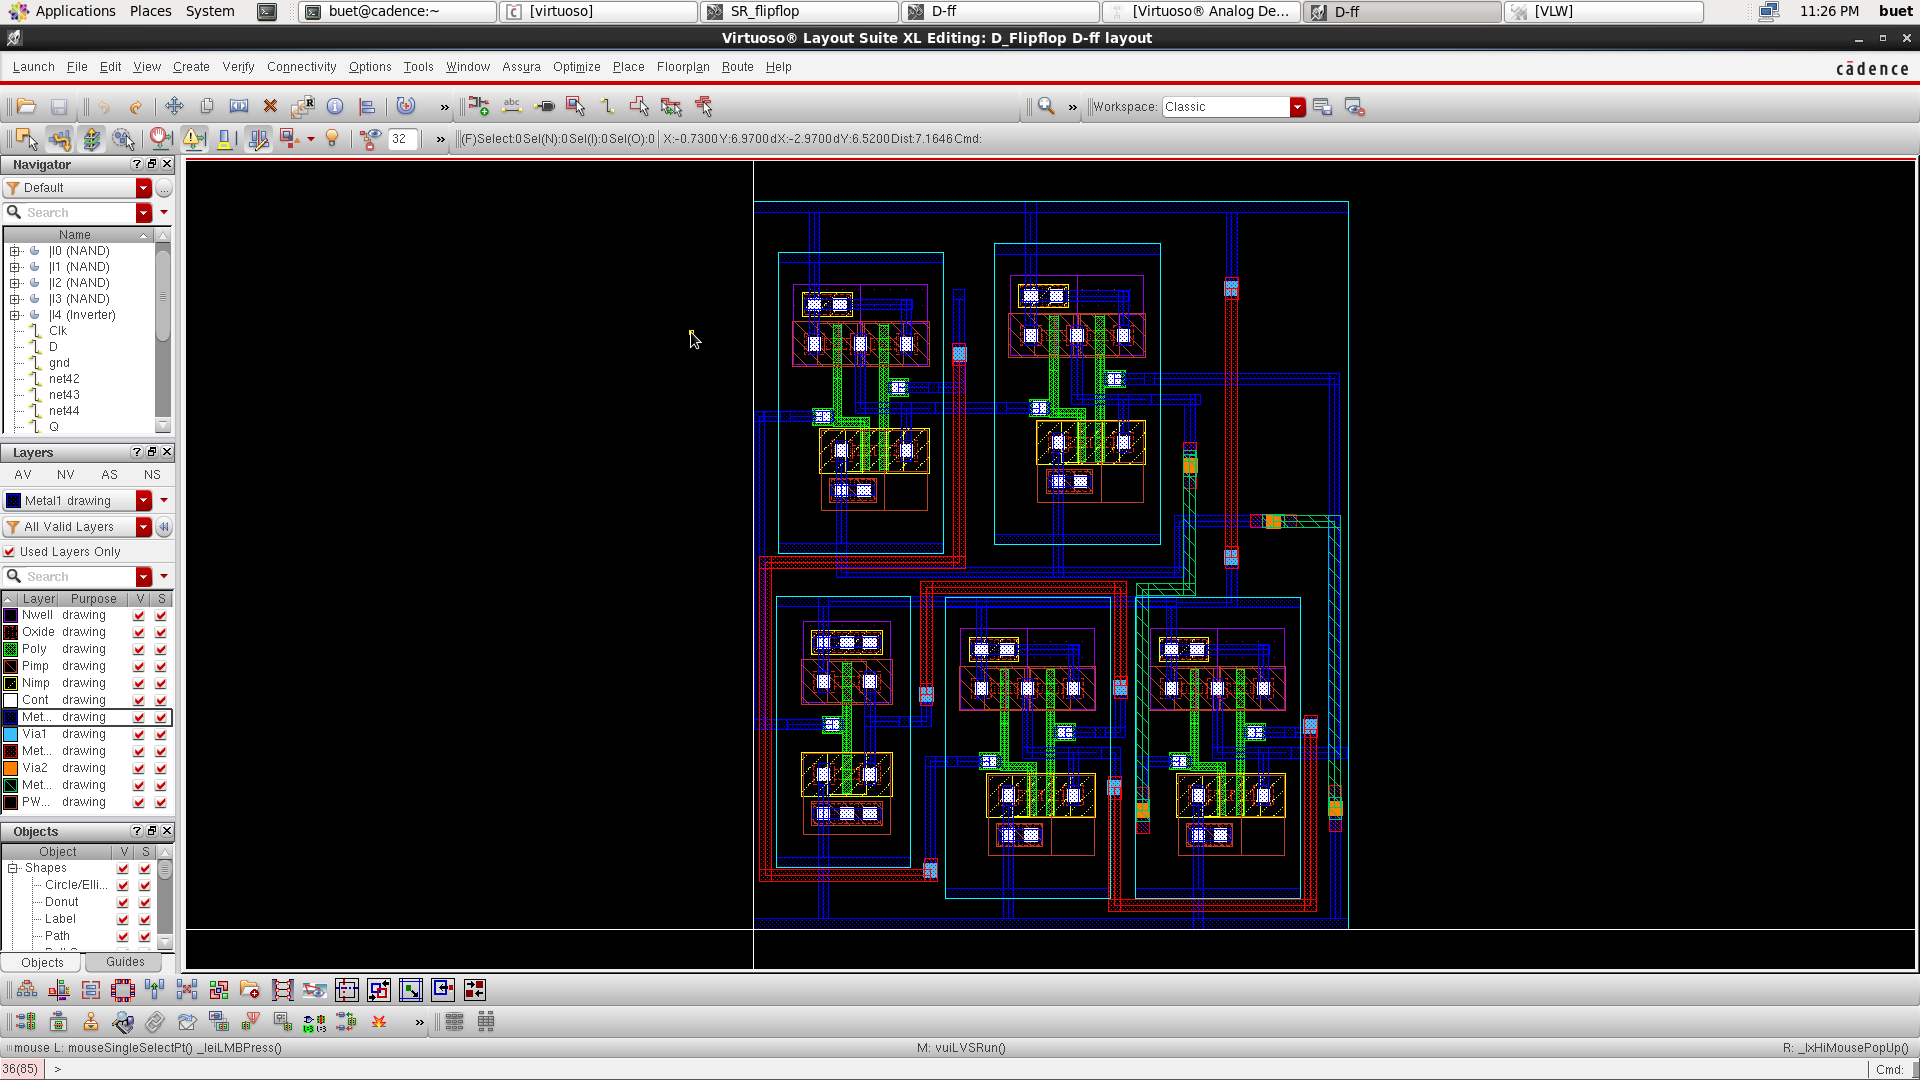 Applications Places System buet@cadence:~ [virtuoso] SR_flipflop D-ff [Virtuoso® Analog De... D-ff [VLW] 11:26 PM buet
Virtuoso® Layout Suite XL Editing: D_Flipflop D-ff layout
Launch File Edit View Create Verify Connectivity Options Tools Window Assura Optimize Place Floorplan Route Help cādence
» abc » Workspace: Classic
32 » (F)Select:0 Sel(N):0 Sel(I):0 Sel(O):0 X:-0.7300 Y:6.9700 dX:-2.9700 dY:6.5200 Dist:7.1646 Cmd:
Navigator ?
Default ...
Search
Name
|I0 (NAND)
|I1 (NAND)
|I2 (NAND)
|I3 (NAND)
|I4 (Inverter)
Clk
D
gnd
net42
net43
net44
Q
Layers ?
AV NV AS NS
Metal1 drawing
All Valid Layers
Used Layers Only
Search
Layer Purpose V S
Nwell drawing
Oxide drawing
Poly drawing
Pimp drawing
Nimp drawing
Cont drawing
Met... drawing
Via1 drawing
Met... drawing
Via2 drawing
Met... drawing
PW... drawing
Objects ?
Object V S
Shapes
Circle/Elli...
Donut
Label
Path
Objects Guides
»
mouse L: mouseSingleSelectPt() _leiLMBPress() M: vuiLVSRun() R: _lxHiMousePopUp()
36(85) > Cmd: